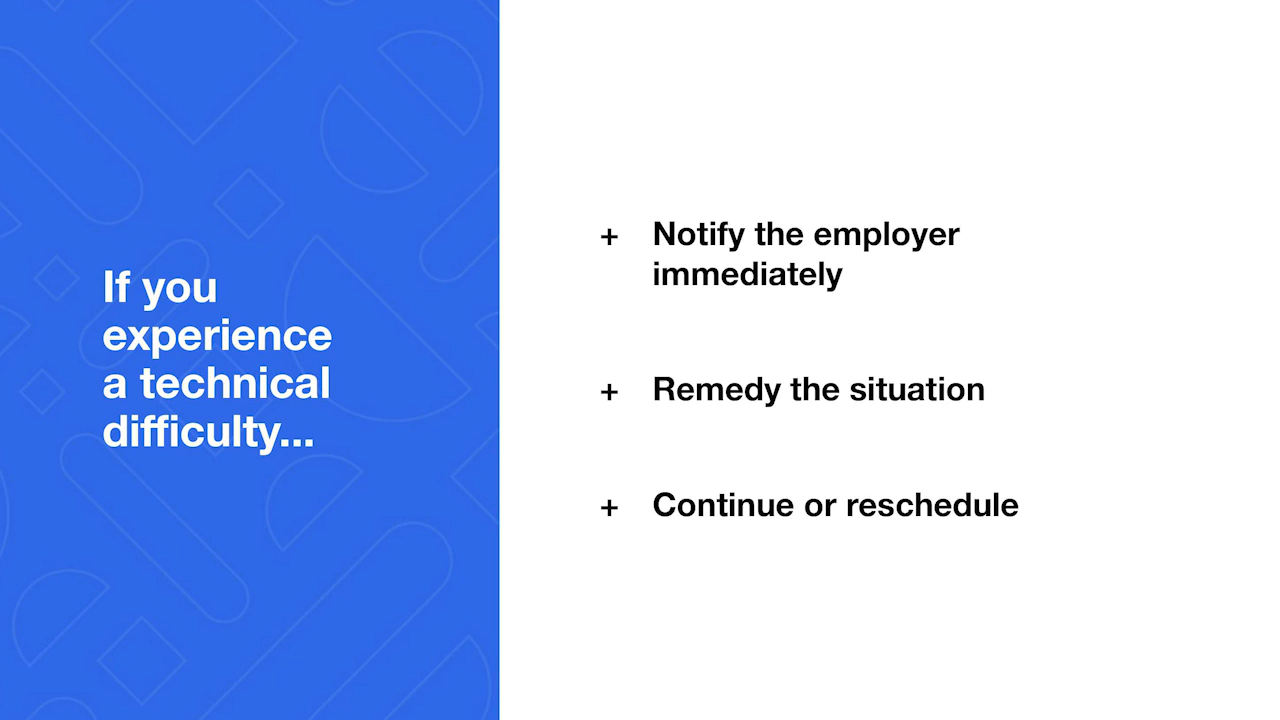 If you
experience
a technical
difficulty...
+ Notify the employer
immediately
+ Remedy the situation
+ Continue or reschedule